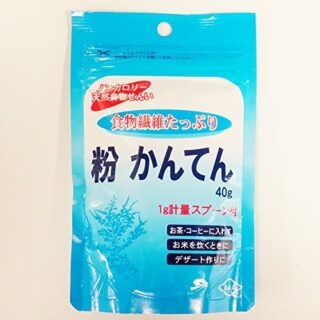 ノンカロリー
天然食物せんい
食物繊維たっぷり
粉 かんてん
40g
1g計量スプーン付
お茶・コーヒーに入れて
お米を炊くときに
デザート作りに